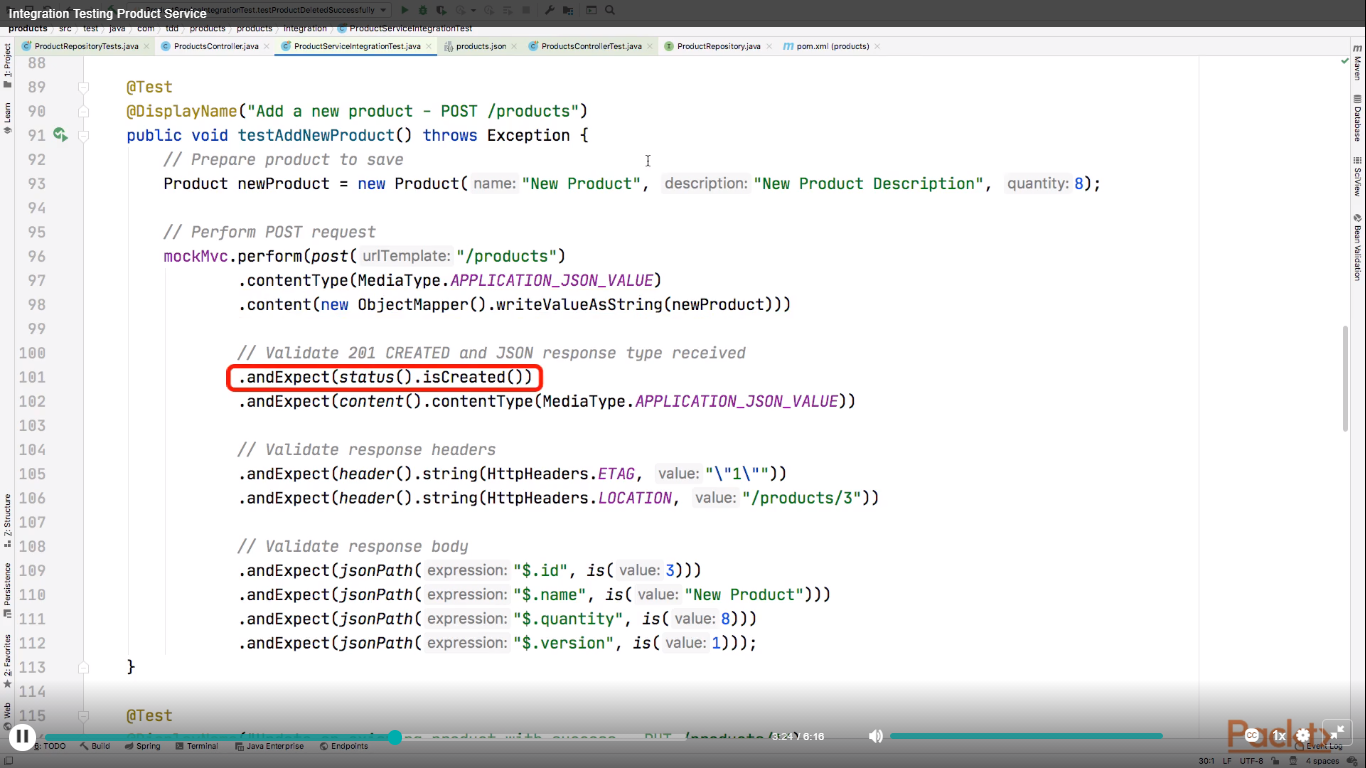 Integration Testing Product Service
products src test java com tdd products products integration ProductServiceIntegrationTest
ProductRepositoryTests.java ProductsController.java ProductServiceIntegrationTest.java products.json ProductsControllerTest.java ProductRepository.java pom.xml (products)
88
89 @Test
90 @DisplayName("Add a new product - POST /products")
91 public void testAddNewProduct() throws Exception {
92 // Prepare product to save
93 Product newProduct = new Product( name: "New Product", description: "New Product Description", quantity: 8);
94
95 // Perform POST request
96 mockMvc.perform(post( urlTemplate: "/products")
97 .contentType(MediaType.APPLICATION_JSON_VALUE)
98 .content(new ObjectMapper().writeValueAsString(newProduct)))
99
100 // Validate 201 CREATED and JSON response type received
101 .andExpect(status().isCreated())
102 .andExpect(content().contentType(MediaType.APPLICATION_JSON_VALUE))
103
104 // Validate response headers
105 .andExpect(header().string(HttpHeaders.ETAG, value: "\"1\""))
106 .andExpect(header().string(HttpHeaders.LOCATION, value: "/products/3"))
107
108 // Validate response body
109 .andExpect(jsonPath( expression: "$.id", is( value: 3)))
110 .andExpect(jsonPath( expression: "$.name", is( value: "New Product")))
111 .andExpect(jsonPath( expression: "$.quantity", is( value: 8)))
112 .andExpect(jsonPath( expression: "$.version", is( value: 1)));
113 }
114
115 @Test
1: Project
Learn
Z: Structure
Persistence
2: Favorites
Web
Maven
Database
SciView
Bean Validation
3:24 / 6:16
CC
1x
Packt>
6: TODO Build Spring Terminal Java Enterprise Endpoints
Event Log
30:1 LF UTF-8 4 spaces